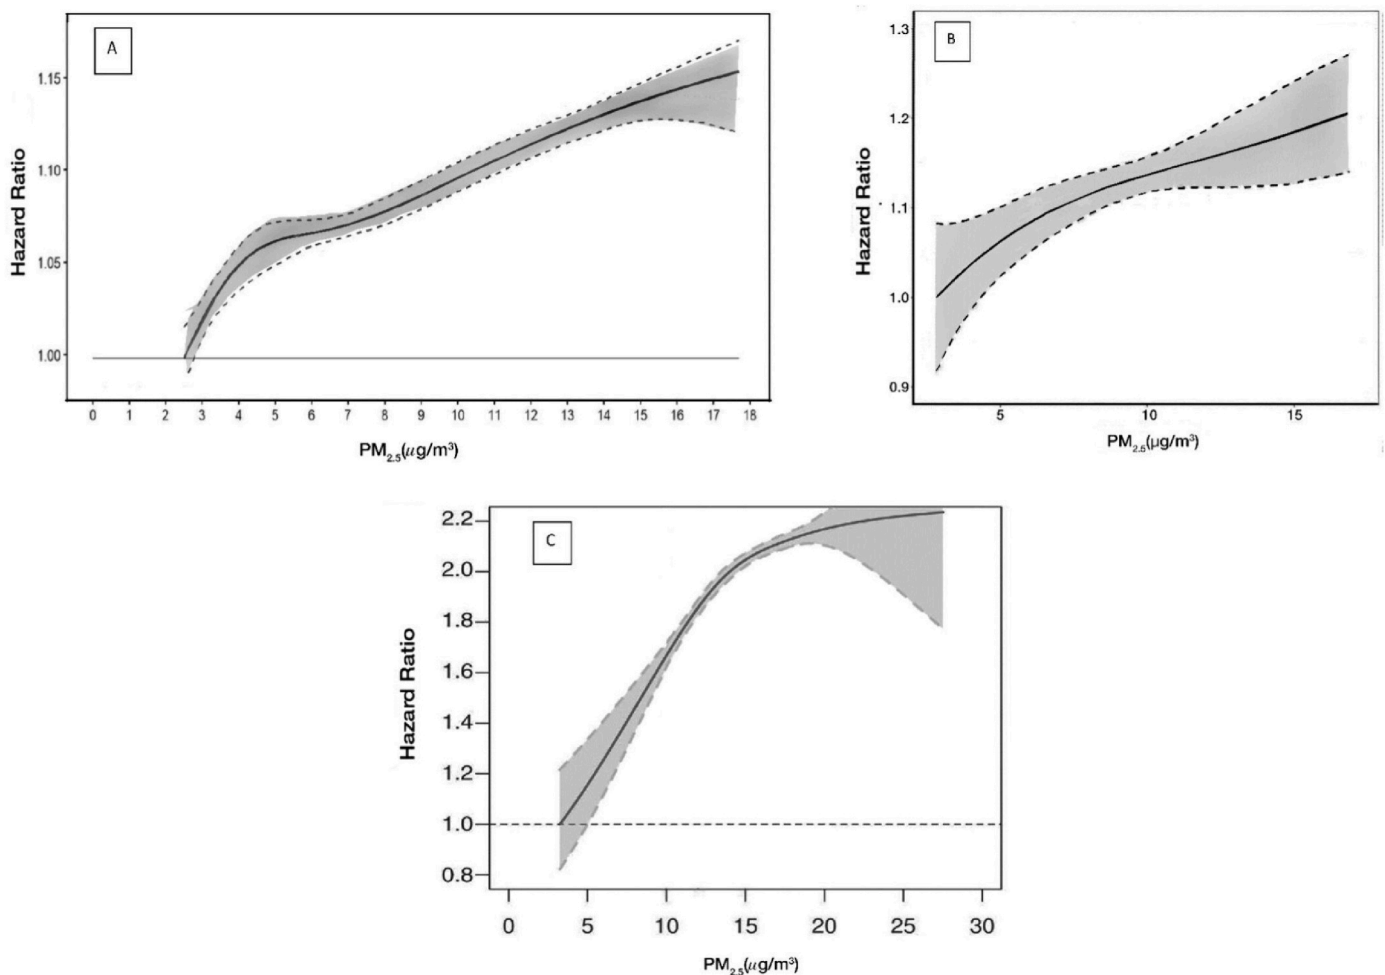 A
Hazard Ratio
1.15
1.10
1.05
1.00
0 1 2 3 4 5 6 7 8 9 10 11 12 13 14 15 16 17 18
PM2.5(μg/m³)
B
Hazard Ratio
1.3
1.2
1.1
1.0
0.9
5 10 15
PM2.5(μg/m³)
C
Hazard Ratio
2.2
2.0
1.8
1.6
1.4
1.2
1.0
0.8
0 5 10 15 20 25 30
PM2.5(μg/m³)